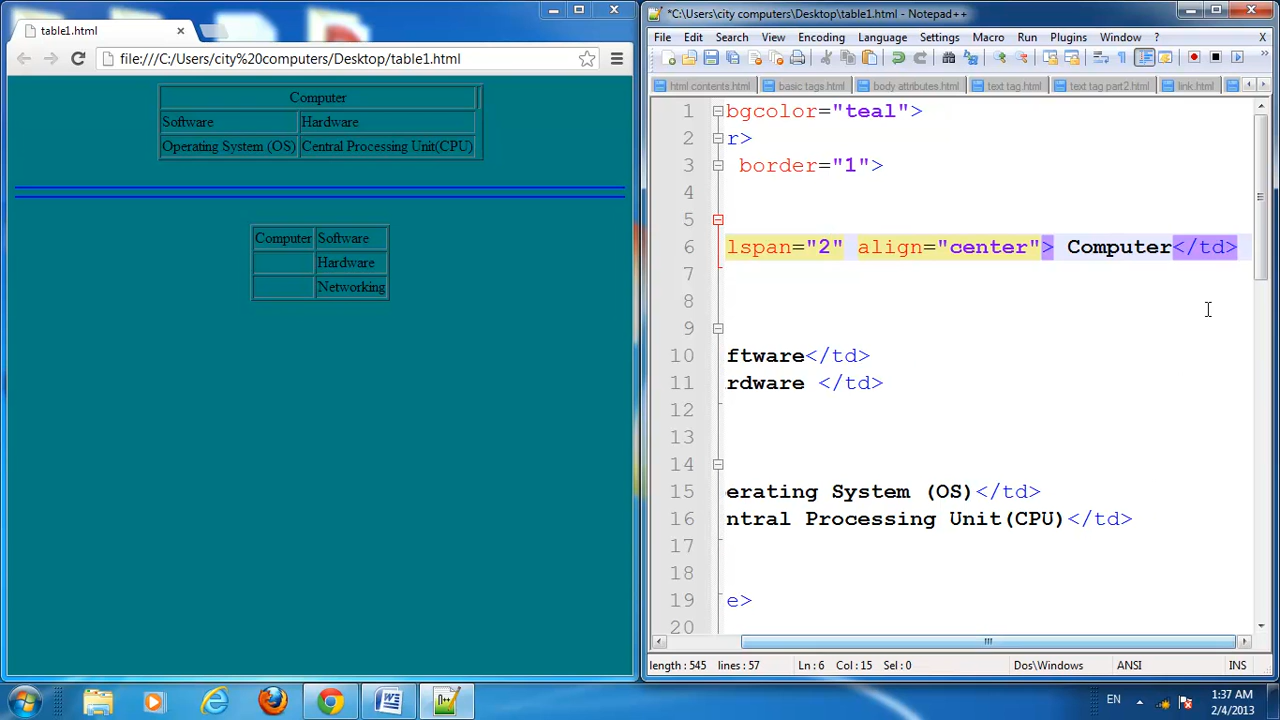 table1.html
file:///C:/Users/city%20computers/Desktop/table1.html
Computer
Software Hardware
Operating System (OS) Central Processing Unit(CPU)
Computer Software
Hardware
Networking
*C:\Users\city computers\Desktop\table1.html - Notepad++
File Edit Search View Encoding Language Settings Macro Run Plugins Window ? X
html contents.html basic tags.html body attributes.html text tag.html text tag part2.html link.html
1 bgcolor="teal">
2 r>
3 border="1">
4
5
6 lspan="2" align="center"> Computer</td>
7
8
9
10 ftware</td>
11 rdware </td>
12
13
14
15 erating System (OS)</td>
16 ntral Processing Unit(CPU)</td>
17
18
19 e>
20
length : 545 lines : 57 Ln : 6 Col : 15 Sel : 0 Dos\Windows ANSI INS
EN 1:37 AM
2/4/2013